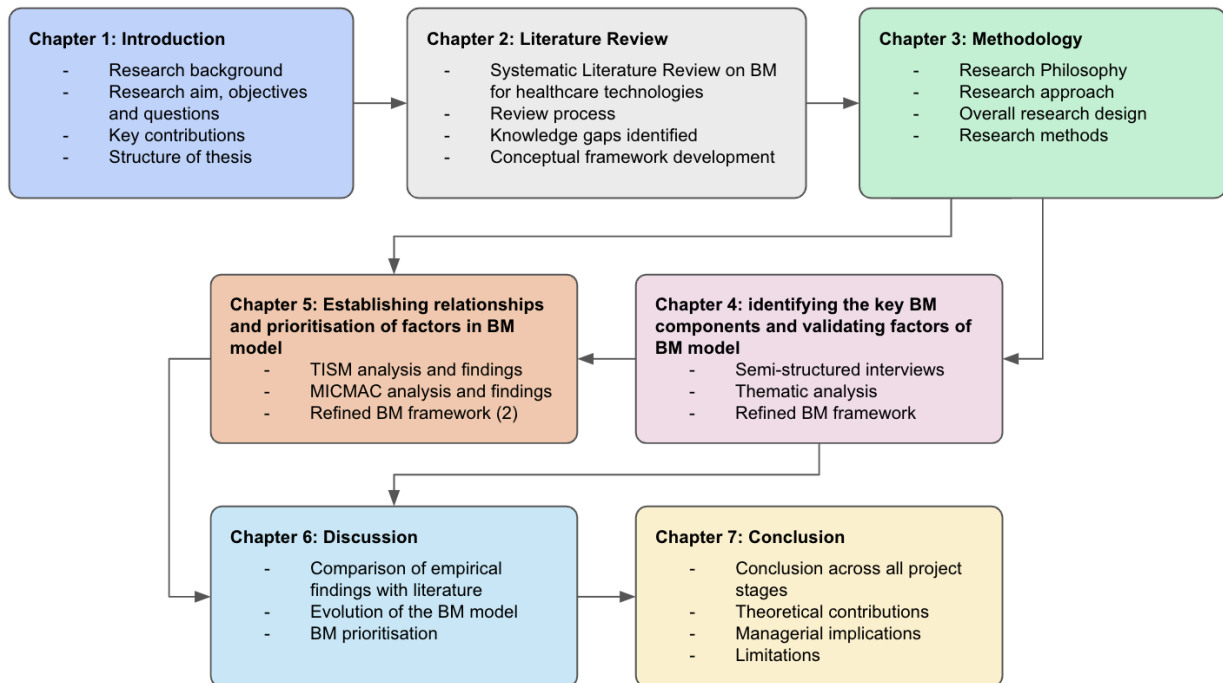 Chapter 1: Introduction
- Research background
- Research aim, objectives
and questions
- Key contributions
- Structure of thesis
Chapter 2: Literature Review
- Systematic Literature Review on BM
for healthcare technologies
- Review process
- Knowledge gaps identified
- Conceptual framework development
Chapter 3: Methodology
- Research Philosophy
- Research approach
- Overall research design
- Research methods
Chapter 5: Establishing relationships
and prioritisation of factors in BM
model
- TISM analysis and findings
- MICMAC analysis and findings
- Refined BM framework (2)
Chapter 4: identifying the key BM
components and validating factors of
BM model
- Semi-structured interviews
- Thematic analysis
- Refined BM framework
Chapter 6: Discussion
- Comparison of empirical
findings with literature
- Evolution of the BM model
- BM prioritisation
Chapter 7: Conclusion
- Conclusion across all project
stages
- Theoretical contributions
- Managerial implications
- Limitations